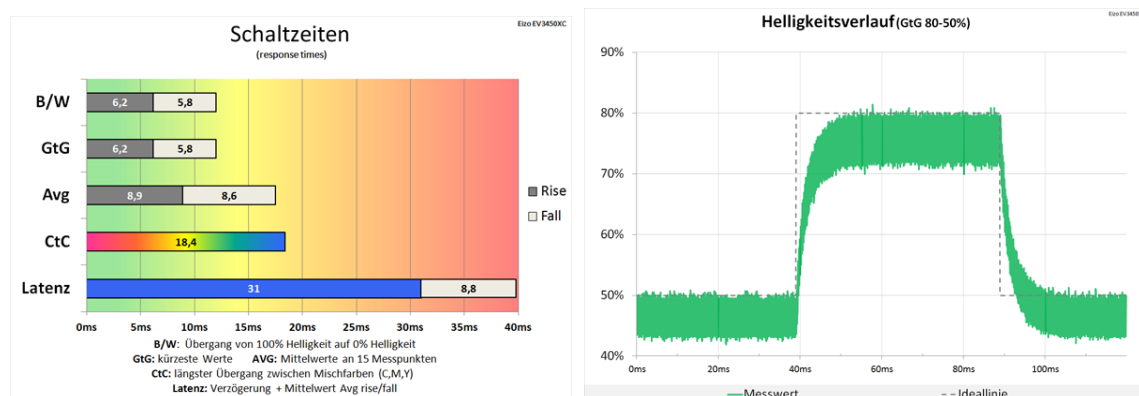 Eizo EV3450XC
Schaltzeiten
(response times)
B/W
6,2
5,8
GtG
6,2
5,8
Avg
8,9
8,6
CtC
18,4
Latenz
31
8,8
Rise
Fall
0ms
5ms
10ms
15ms
20ms
25ms
30ms
35ms
40ms
B/W: Übergang von 100% Helligkeit auf 0% Helligkeit
GtG: kürzeste Werte AVG: Mittelwerte an 15 Messpunkten
CtC: längster Übergang zwischen Mischfarben (C,M,Y)
Latenz: Verzögerung + Mittelwert Avg rise/fall
Eizo EV3450
Helligkeitsverlauf (GtG 80-50%)
90%
80%
70%
60%
50%
40%
0ms
20ms
40ms
60ms
80ms
100ms
Messwert
Ideallinie